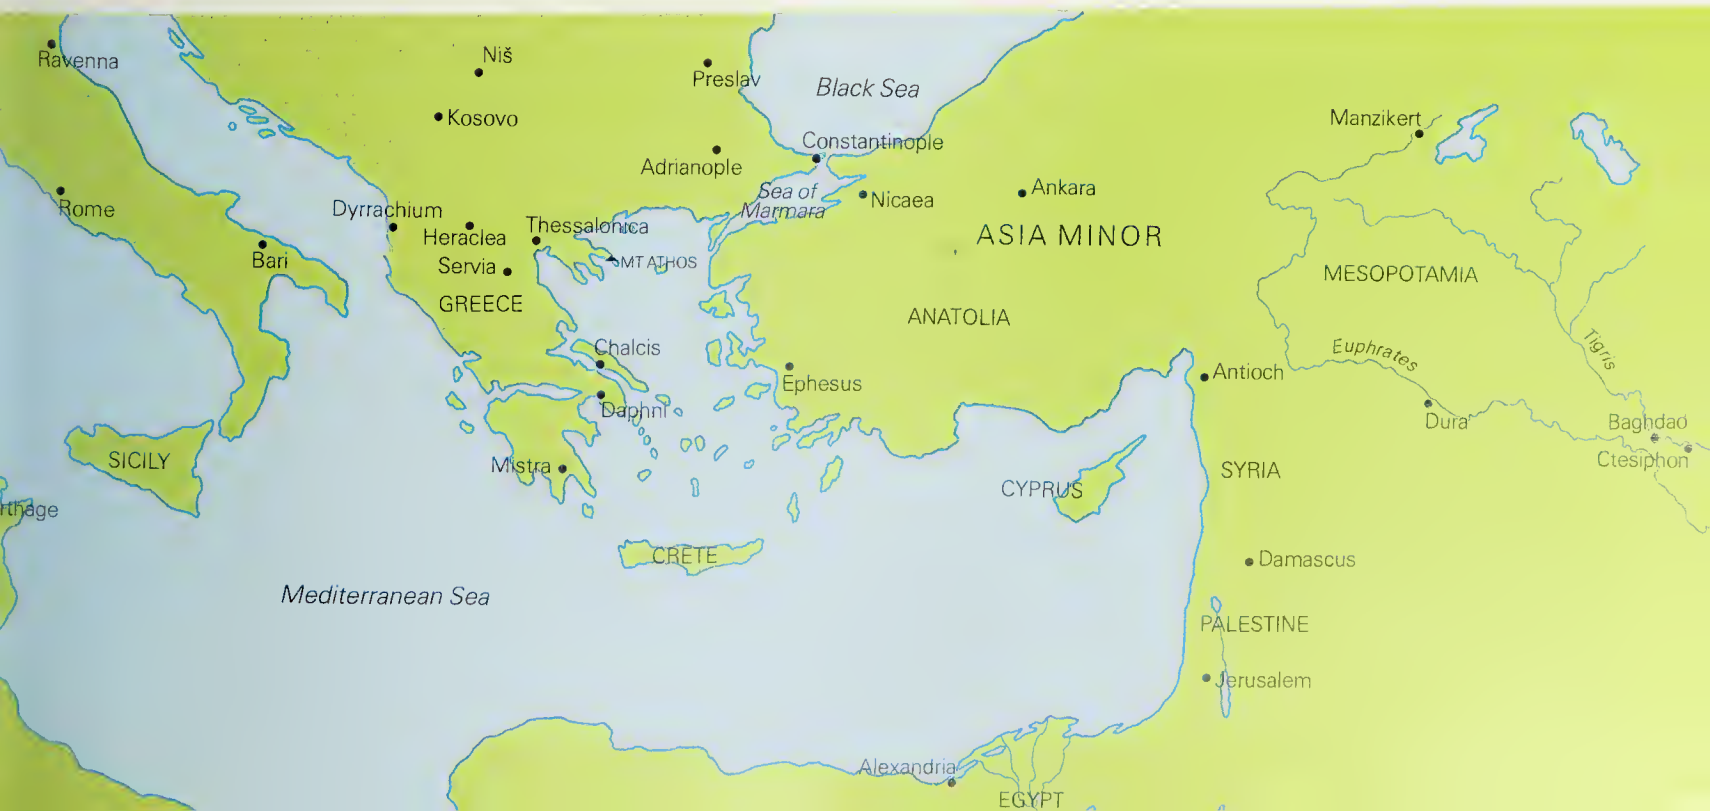 Ravenna
Niš
Preslav
Black Sea
Kosovo
Manzikert
Constantinople
Adrianople
Sea of
Marmara
Nicaea
Ankara
Rome
Dyrrachium
Heraclea
Thessalonica
ASIA MINOR
Bari
Servia
MT ATHOS
MESOPOTAMIA
GREECE
ANATOLIA
Chalcis
Euphrates
Tigris
Ephesus
Antioch
Daphni
Dura
Baghdad
Ctesiphon
SICILY
Mistra
CYPRUS
SYRIA
rthage
CRETE
Damascus
Mediterranean Sea
PALESTINE
Jerusalem
Alexandria
EGYPT